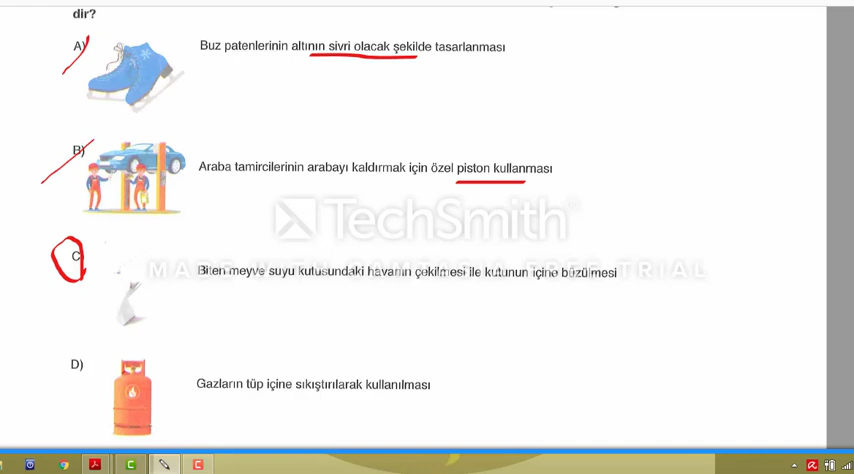 dir?
A)
Buz patenlerinin altının sivri olacak şekilde tasarlanması
B)
Araba tamircilerinin arabayı kaldırmak için özel piston kullanması
TechSmith
MADE WITH CAMTASIA FREE TRIAL
C
Biten meyve suyu kutusundaki havanın çekilmesi ile kutunun içine büzülmesi
D)
Gazların tüp içine sıkıştırılarak kullanılması